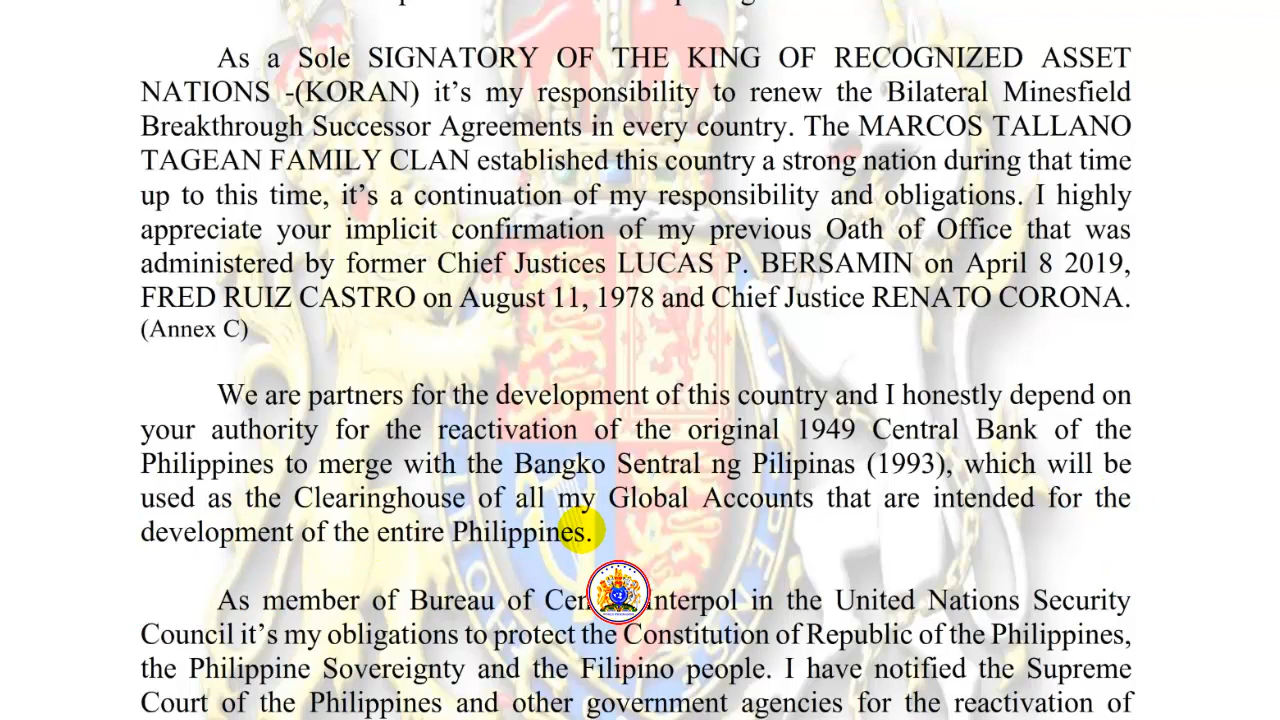 As a Sole SIGNATORY OF THE KING OF RECOGNIZED ASSET
NATIONS -(KORAN) it’s my responsibility to renew the Bilateral Minesfield
Breakthrough Successor Agreements in every country. The MARCOS TALLANO
TAGEAN FAMILY CLAN established this country a strong nation during that time
up to this time, it’s a continuation of my responsibility and obligations. I highly
appreciate your implicit confirmation of my previous Oath of Office that was
administered by former Chief Justices LUCAS P. BERSAMIN on April 8 2019,
FRED RUIZ CASTRO on August 11, 1978 and Chief Justice RENATO CORONA.
(Annex C)
We are partners for the development of this country and I honestly depend on
your authority for the reactivation of the original 1949 Central Bank of the
Philippines to merge with the Bangko Sentral ng Pilipinas (1993), which will be
used as the Clearinghouse of all my Global Accounts that are intended for the
development of the entire Philippines.
As member of Bureau of Cen Interpol in the United Nations Security
Council it’s my obligations to protect the Constitution of Republic of the Philippines,
the Philippine Sovereignty and the Filipino people. I have notified the Supreme
Court of the Philippines and other government agencies for the reactivation of